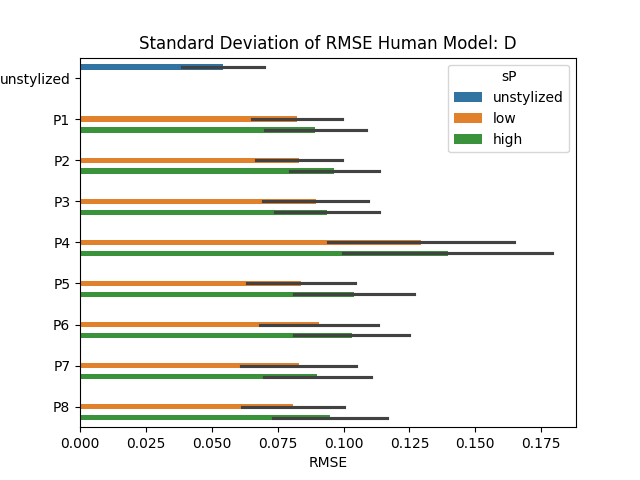 Standard Deviation of RMSE Human Model: D
sP
unstylized
low
high
unstylized
P1
P2
P3
P4
P5
P6
P7
P8
0.000 0.025 0.050 0.075 0.100 0.125 0.150 0.175
RMSE